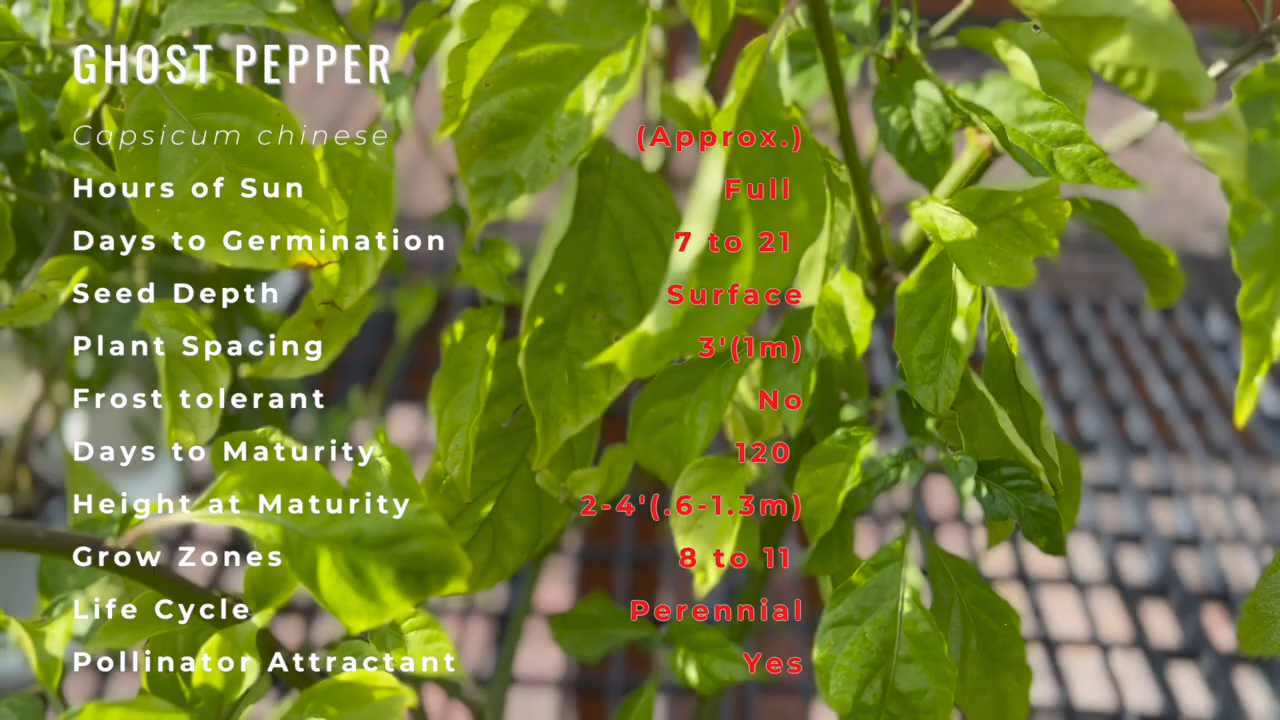 GHOST PEPPER
Capsicum chinese (Approx.)
Hours of Sun Full
Days to Germination 7 to 21
Seed Depth Surface
Plant Spacing 3'(1m)
Frost tolerant No
Days to Maturity 120
Height at Maturity 2-4'(.6-1.3m)
Grow Zones 8 to 11
Life Cycle Perennial
Pollinator Attractant Yes